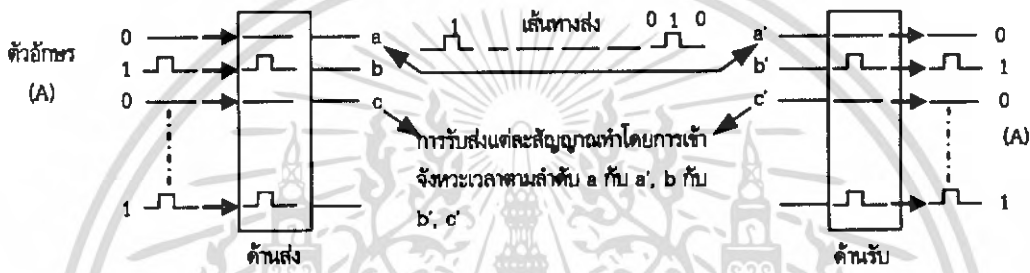 ตัวอักษร
(A)
0
1
0
1
a
b
c
1
เส้นทางส่ง
0 1 0
a'
b'
c'
0
1
0
(A)
1
การรับส่งแต่ละสัญญาณทำโดยการเข้า
จังหวะเวลาตามลำดับ a กับ a', b กับ
b', c'
ด้านส่ง
ด้านรับ